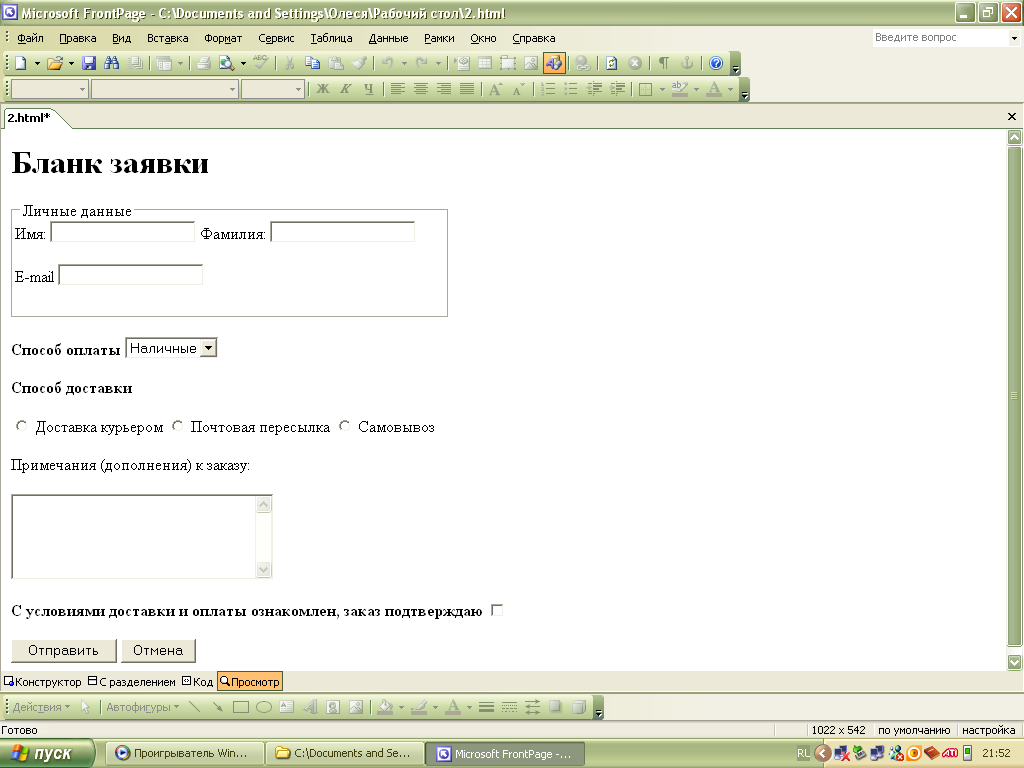 Microsoft FrontPage - C:\Documents and Settings\Олеся\Рабочий стол\2.html
Файл Правка Вид Вставка Формат Сервис Таблица Данные Рамки Окно Справка
Введите вопрос
Ж К Ч
2.html*
Бланк заявки
Личные данные
Имя: Фамилия:
E-mail
Способ оплаты Наличные
Способ доставки
Доставка курьером Почтовая пересылка Самовывоз
Примечания (дополнения) к заказу:
С условиями доставки и оплаты ознакомлен, заказ подтверждаю
Отправить Отмена
Конструктор С разделением Код Просмотр
Действия Автофигуры
Готово 1022 x 542 по умолчанию настройка
пуск Проигрыватель Win... C:\Documents and Se... Microsoft FrontPage -... RL 21:52